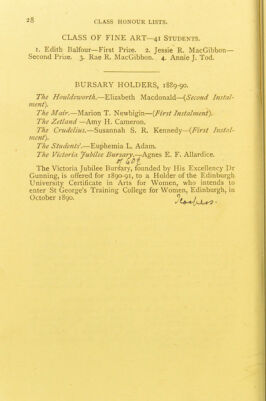 28 CLASS HONOUR LISTS.
CLASS OF FINE ART—41 STUDENTS.
1. Edith Balfour—First Prize. 2. Jessie R. MacGibbon—
Second Prize. 3. Rae R. MacGibbon. 4. Annie J. Tod.
BURSARY HOLDERS, 1889-90.
The Houldsworth.—Elizabeth Macdonald—(Second Instal-
ment).
The Mair.—Marion T. Newbigin—(First Instalment).
The Zetland—Amy H. Cameron.
The Crudelius.—Susannah S. R. Kennedy—(First Instal-
ment).
The Students'.—Euphemia L. Adam.
The Victoria Jubilee Bursary.—Agnes E. F. Allardice.
of 60£
The Victoria Jubilee Bursary, founded by His Excellency Dr
Gunning, is offered for 1890-91, to a Holder of the Edinburgh
University Certificate in Arts for Women, who intends to
enter St George's Training College for Women, Edinburgh, in
October 1890.